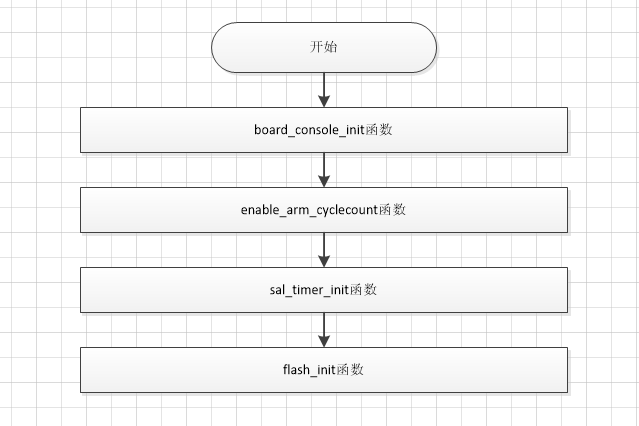 开始
board_console_init函数
enable_arm_cyclecount函数
sal_timer_init函数
flash_init函数